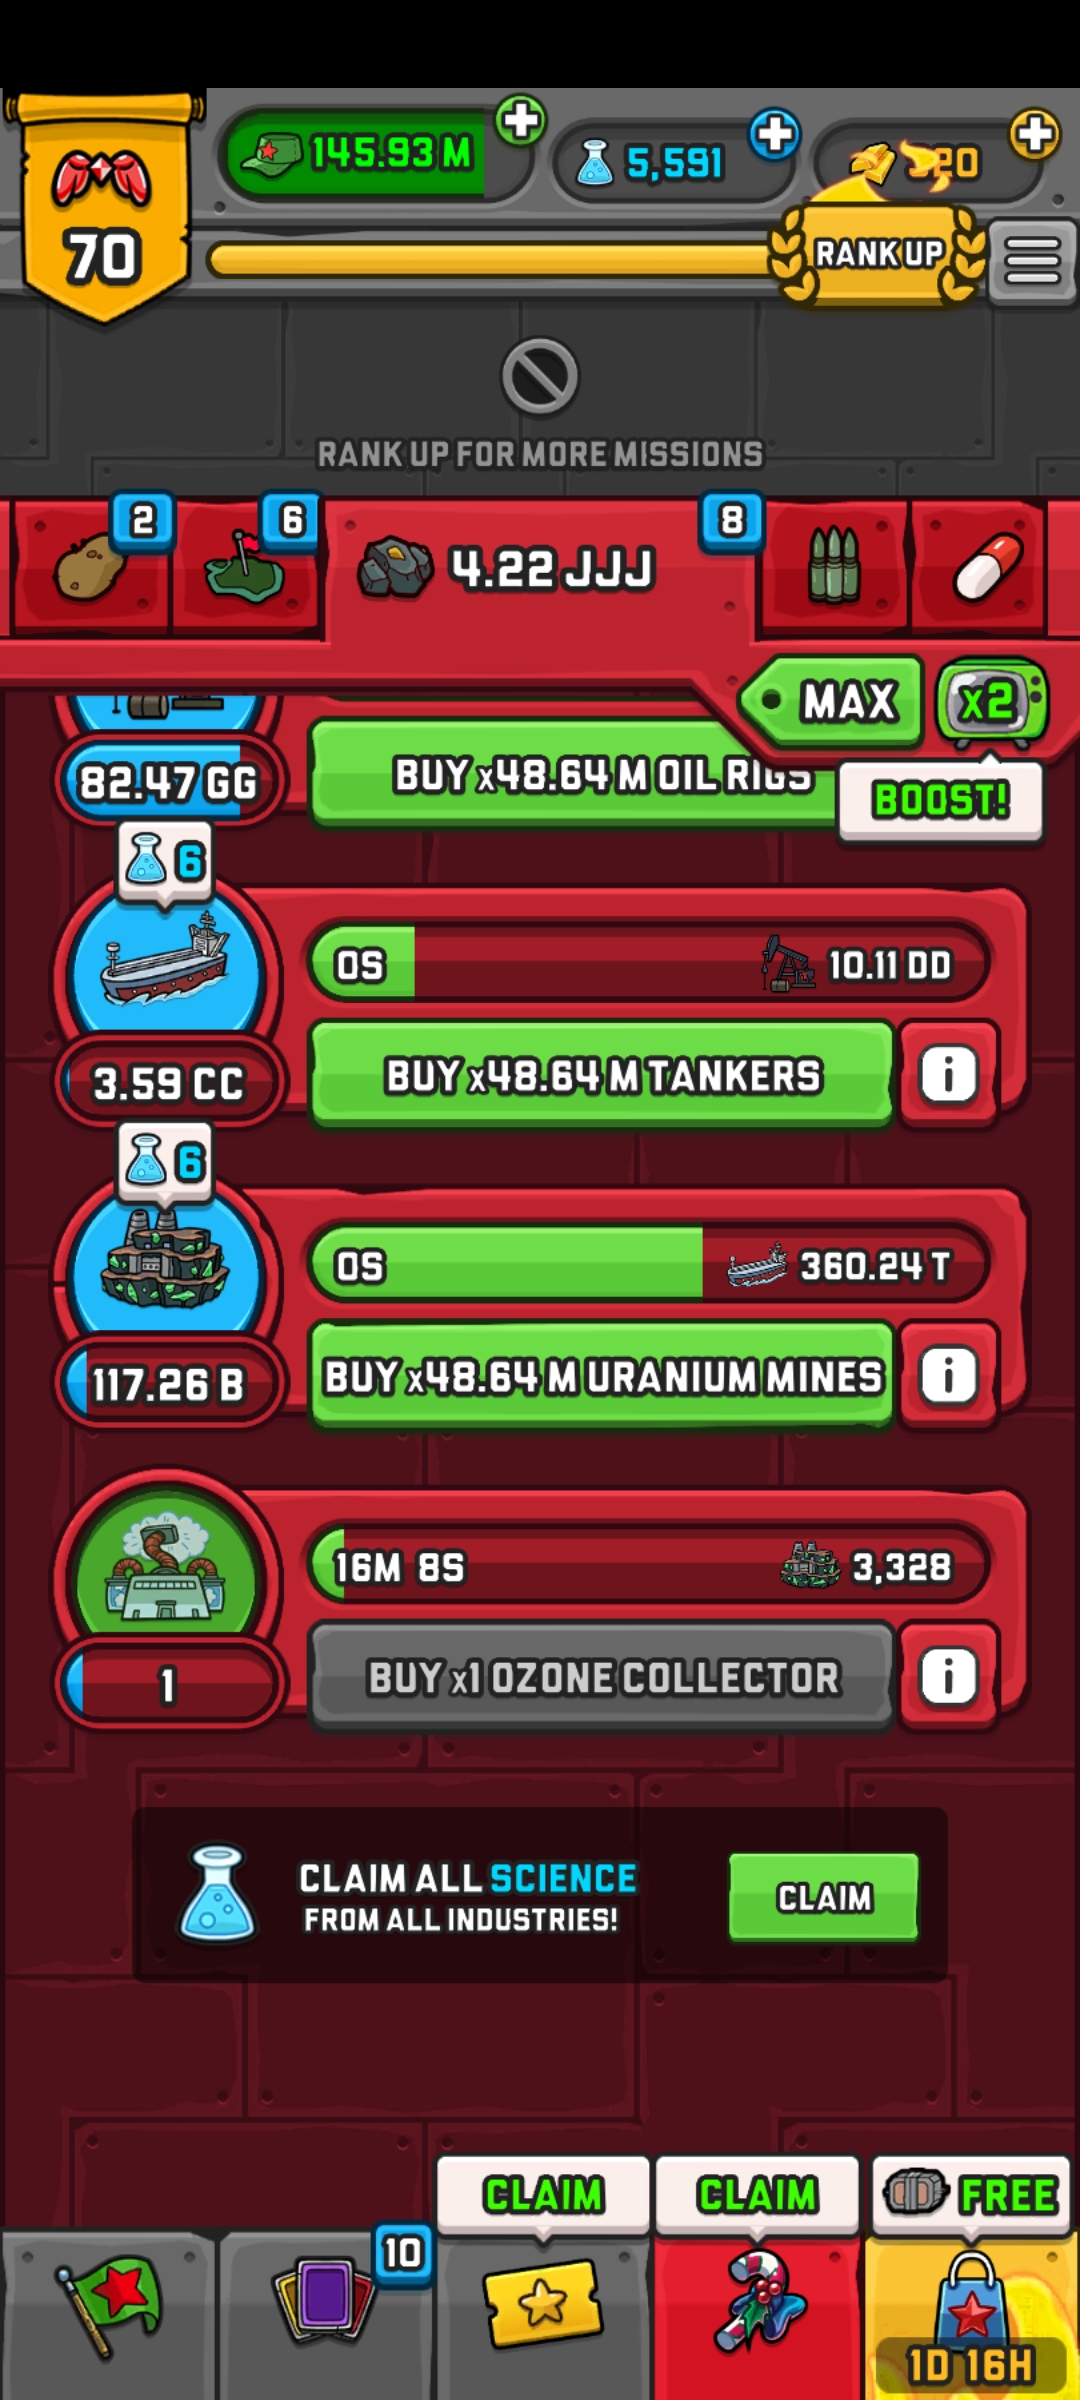 145.93 M
5,591
70
RANK UP
RANK UP FOR MORE MISSIONS
2
6
4.22 JJJ
8
MAX
x2
82.47 GG
BUY x48.64 M OIL RIGS
BOOST!
6
0S
10.11 DD
3.59 CC
BUY x48.64 M TANKERS
i
6
0S
360.24 T
117.26 B
BUY x48.64 M URANIUM MINES
i
16M 8S
3,328
1
BUY x1 OZONE COLLECTOR
i
CLAIM ALL SCIENCE
FROM ALL INDUSTRIES!
CLAIM
CLAIM
CLAIM
FREE
10
1D 16H